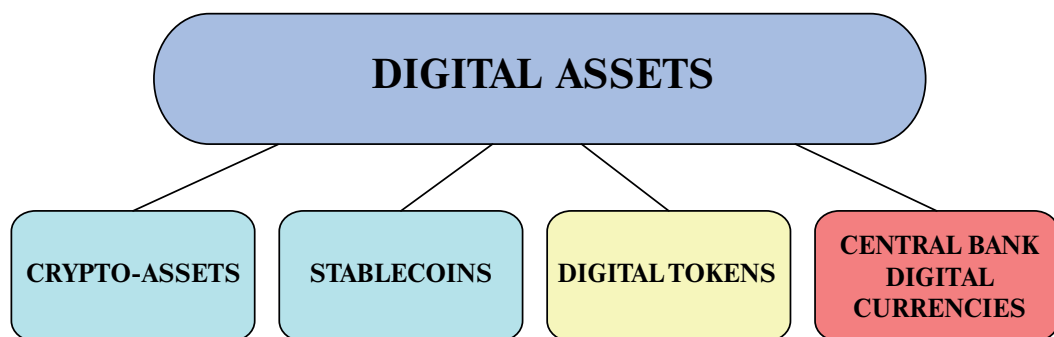 DIGITAL ASSETS
CRYPTO-ASSETS
STABLECOINS
DIGITAL TOKENS
CENTRAL BANK
DIGITAL
CURRENCIES